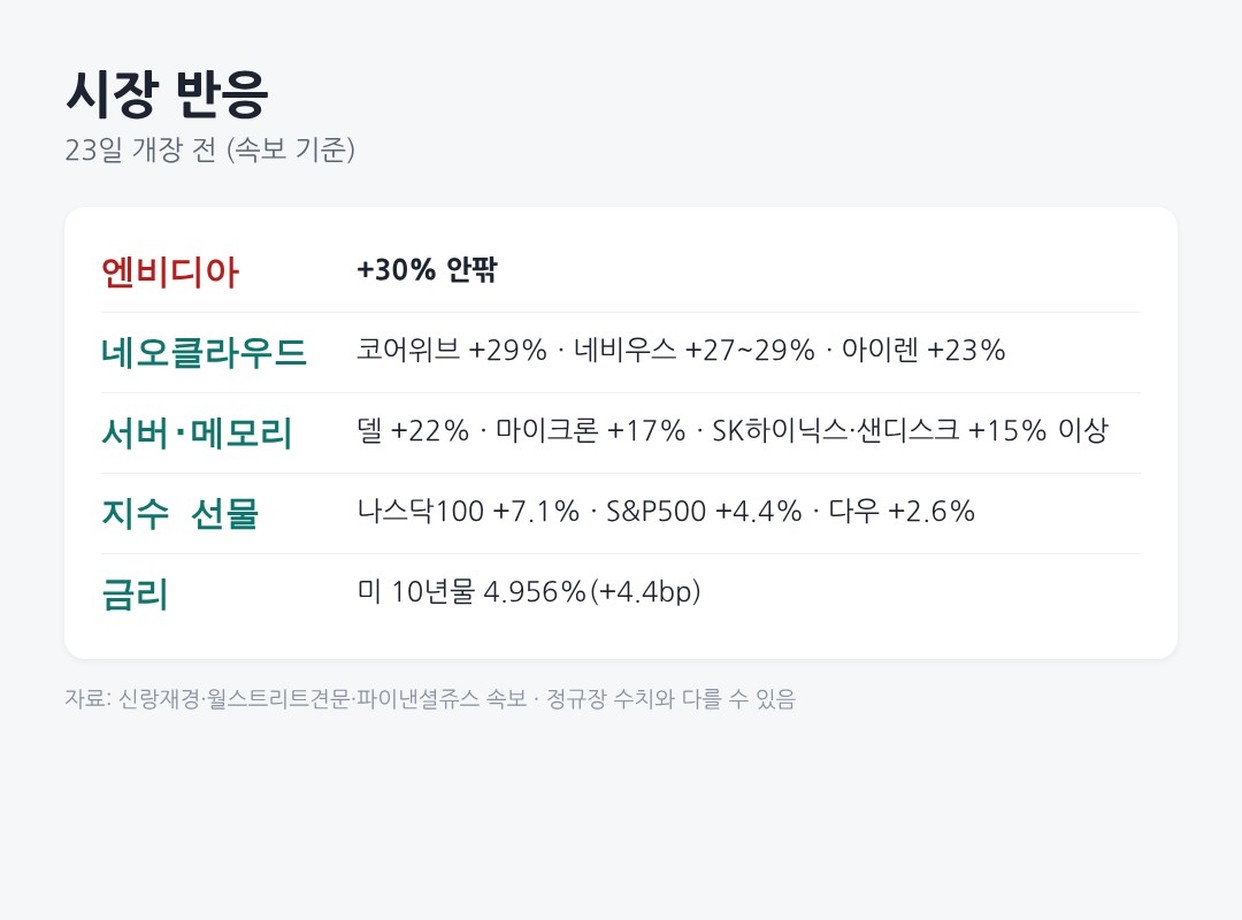 시장 반응
23일 개장 전 (속보 기준)
엔비디아 +30% 안팎
네오클라우드 코어위브 +29% · 네비우스 +27~29% · 아이렌 +23%
서버·메모리 델 +22% · 마이크론 +17% · SK하이닉스·샌디스크 +15% 이상
지수 선물 나스닥100 +7.1% · S&P500 +4.4% · 다우 +2.6%
금리 미 10년물 4.956%(+4.4bp)
자료: 신랑재경·월스트리트견문·파이낸셜쥬스 속보 · 정규장 수치와 다를 수 있음